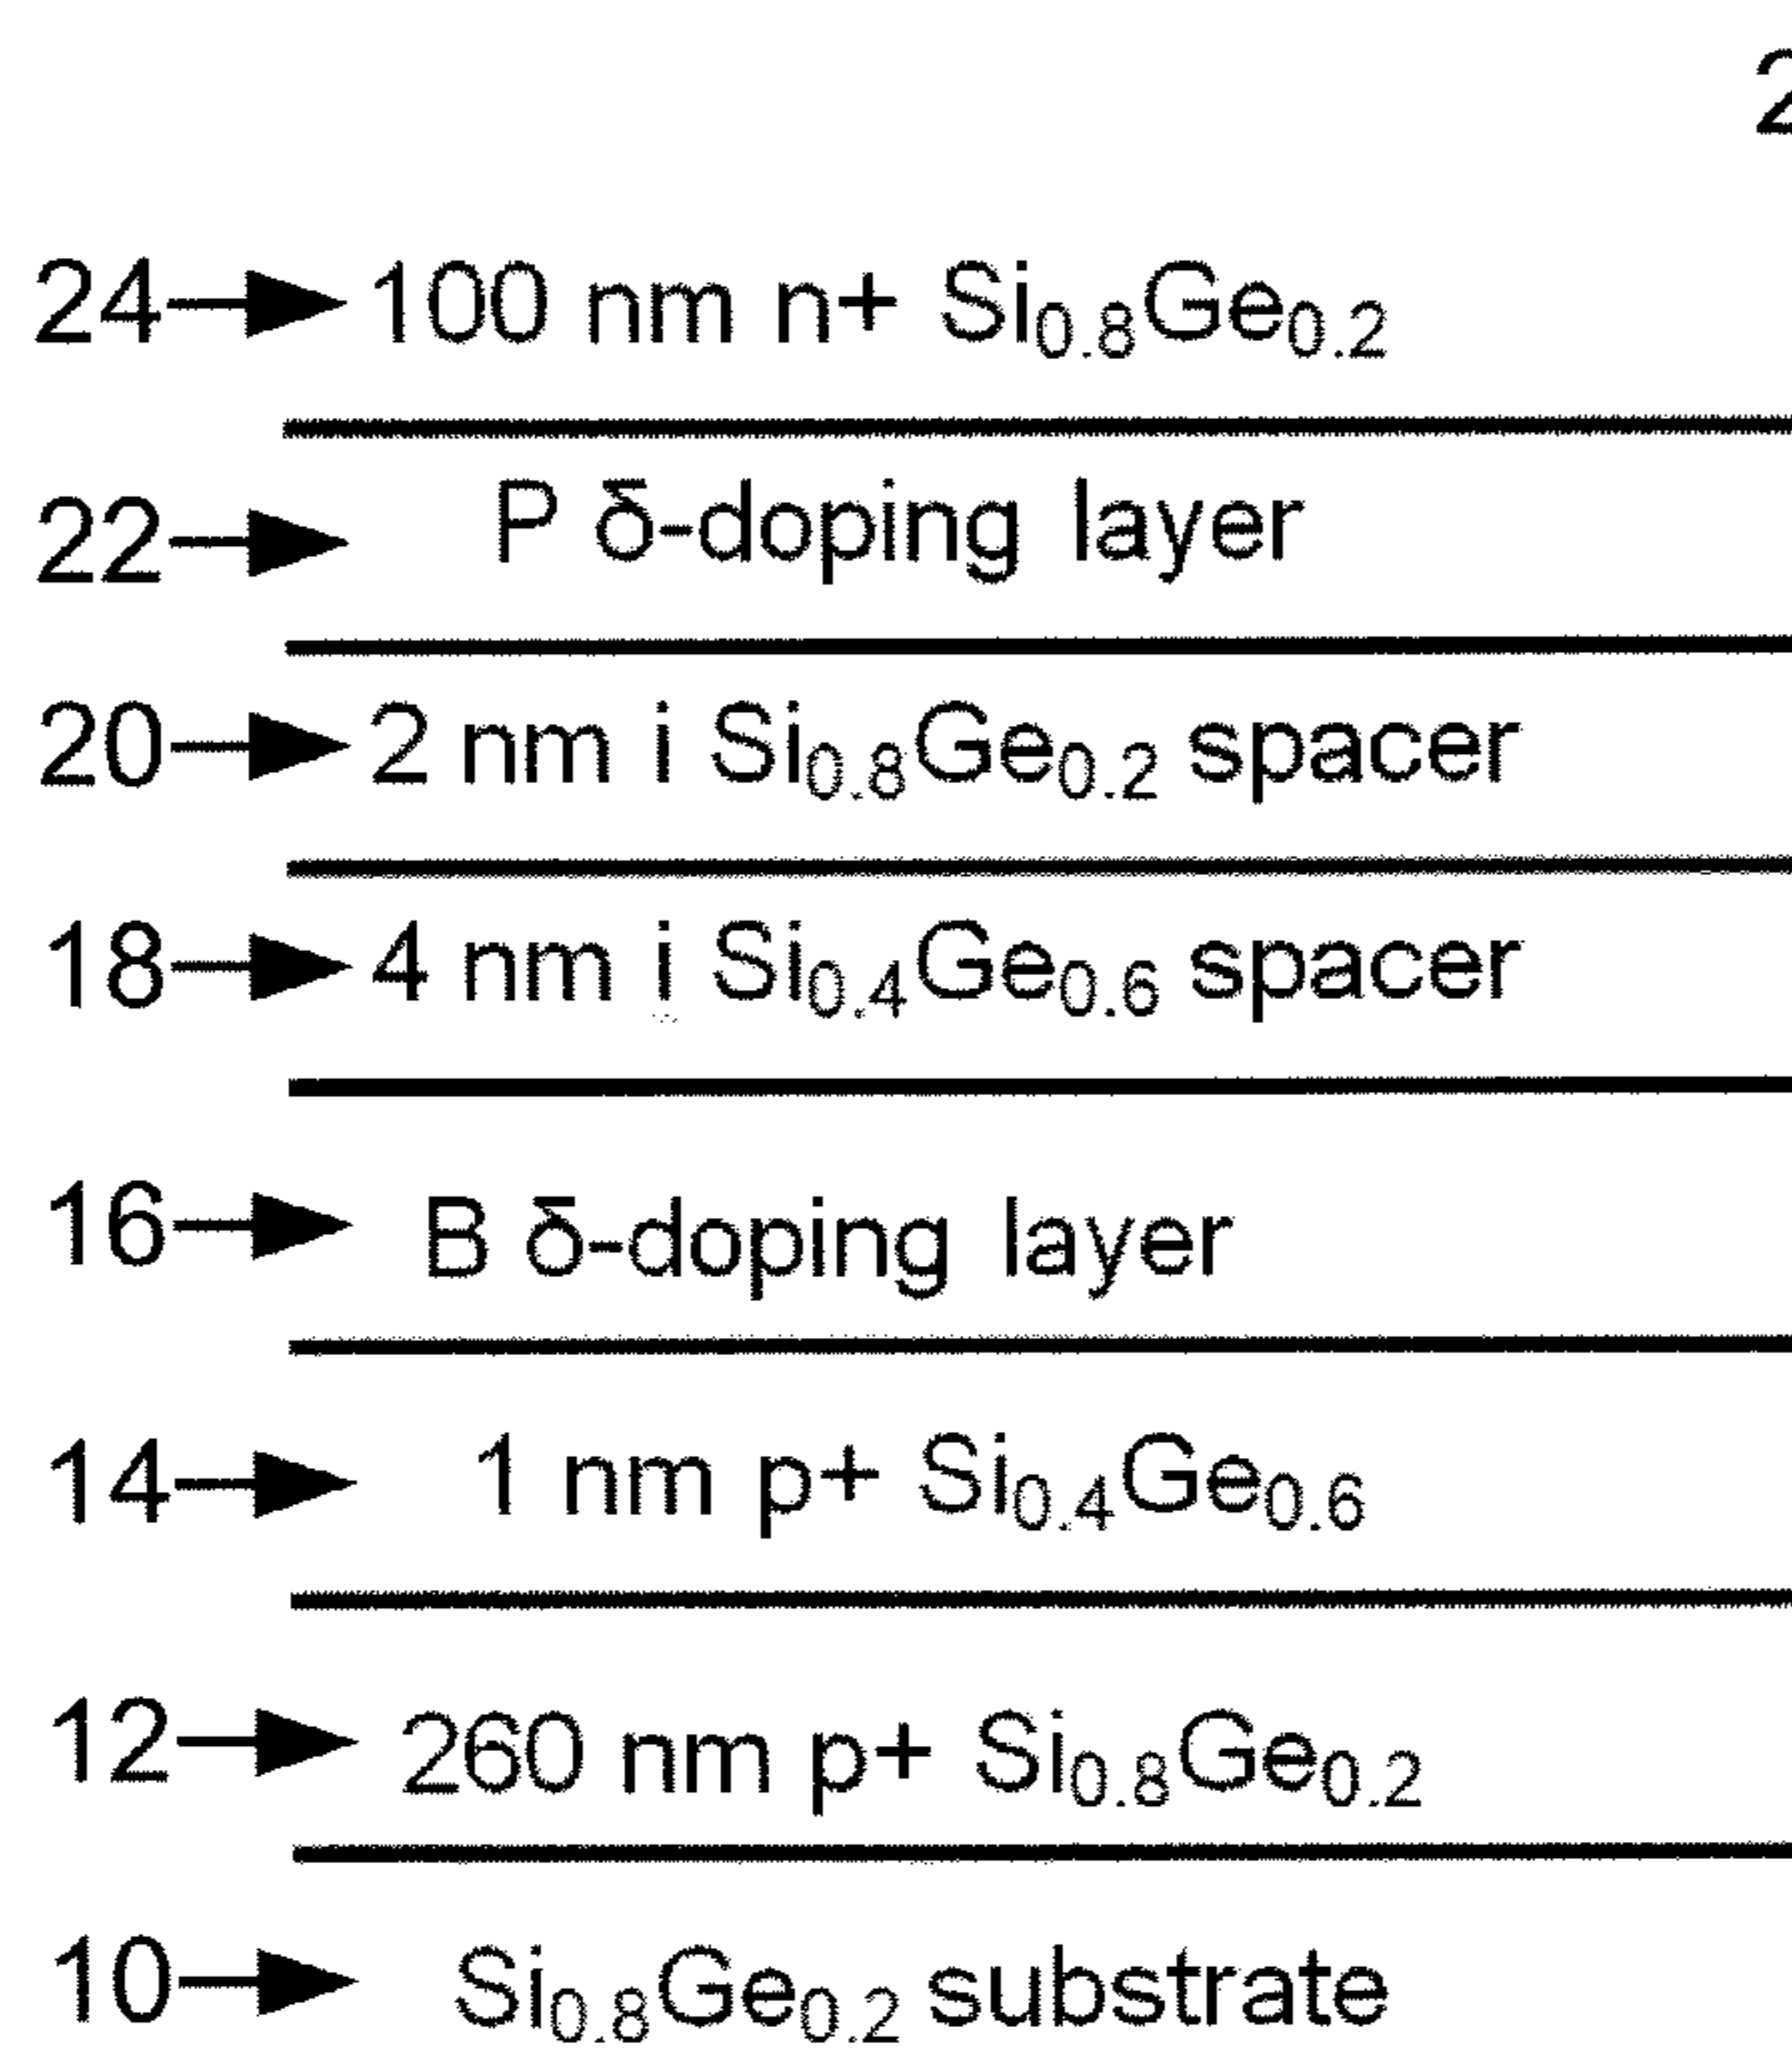 2
24 100 nm n+ Si₀.₈Ge₀.₂
22 P δ-doping layer
20 2 nm i Si₀.₈Ge₀.₂ spacer
18 4 nm i Si₀.₄Ge₀.₆ spacer
16 B δ-doping layer
14 1 nm p+ Si₀.₄Ge₀.₆
12 260 nm p+ Si₀.₈Ge₀.₂
10 Si₀.₈Ge₀.₂ substrate